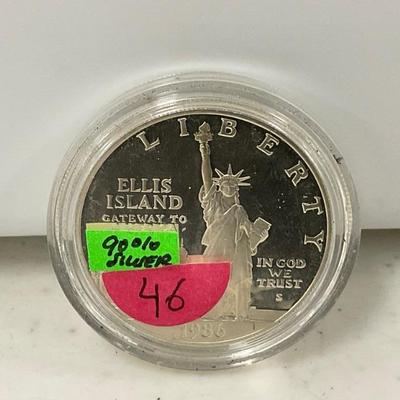 LIBERTY
ELLIS
ISLAND
GATEWAY TO
90%
SILVER
46
IN GOD
WE
TRUST
S
1986